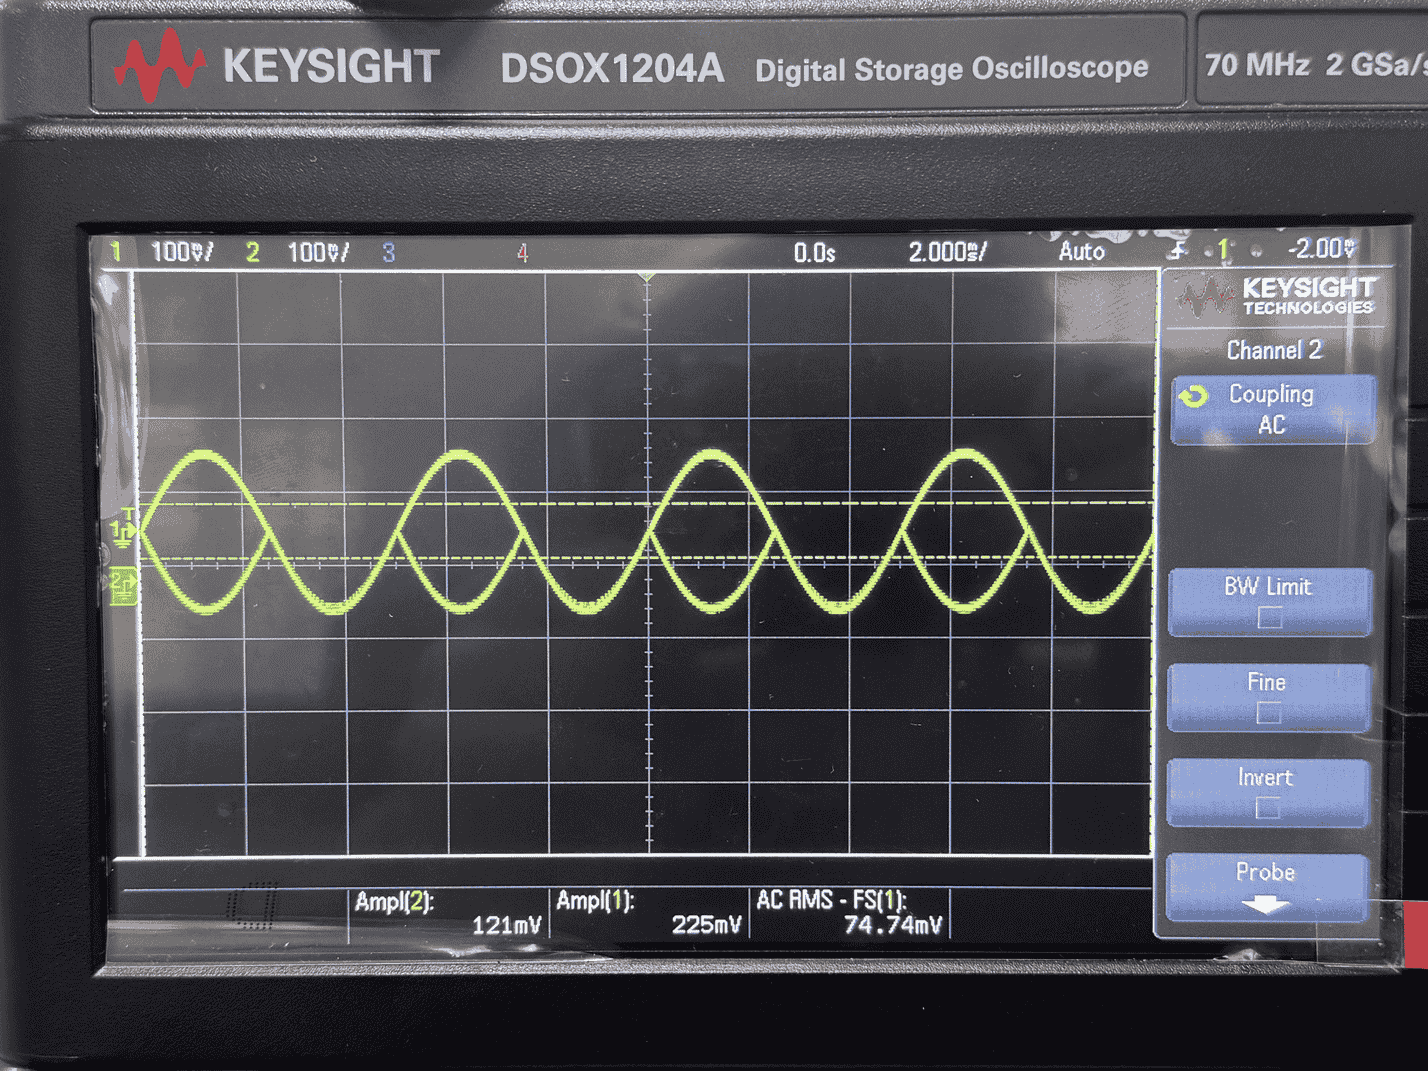 KEYSIGHT DSOX1204A Digital Storage Oscilloscope 70 MHz 2 GSa/s
1 100mV/ 2 100mV/ 3 4 0.0s 2.000ms/ Auto 1 -2.00mV
KEYSIGHT
TECHNOLOGIES
Channel 2
Coupling
AC
T
1
2
BW Limit
Fine
Invert
Probe
Ampl(2):
121mV
Ampl(1):
225mV
AC RMS - FS(1):
74.74mV